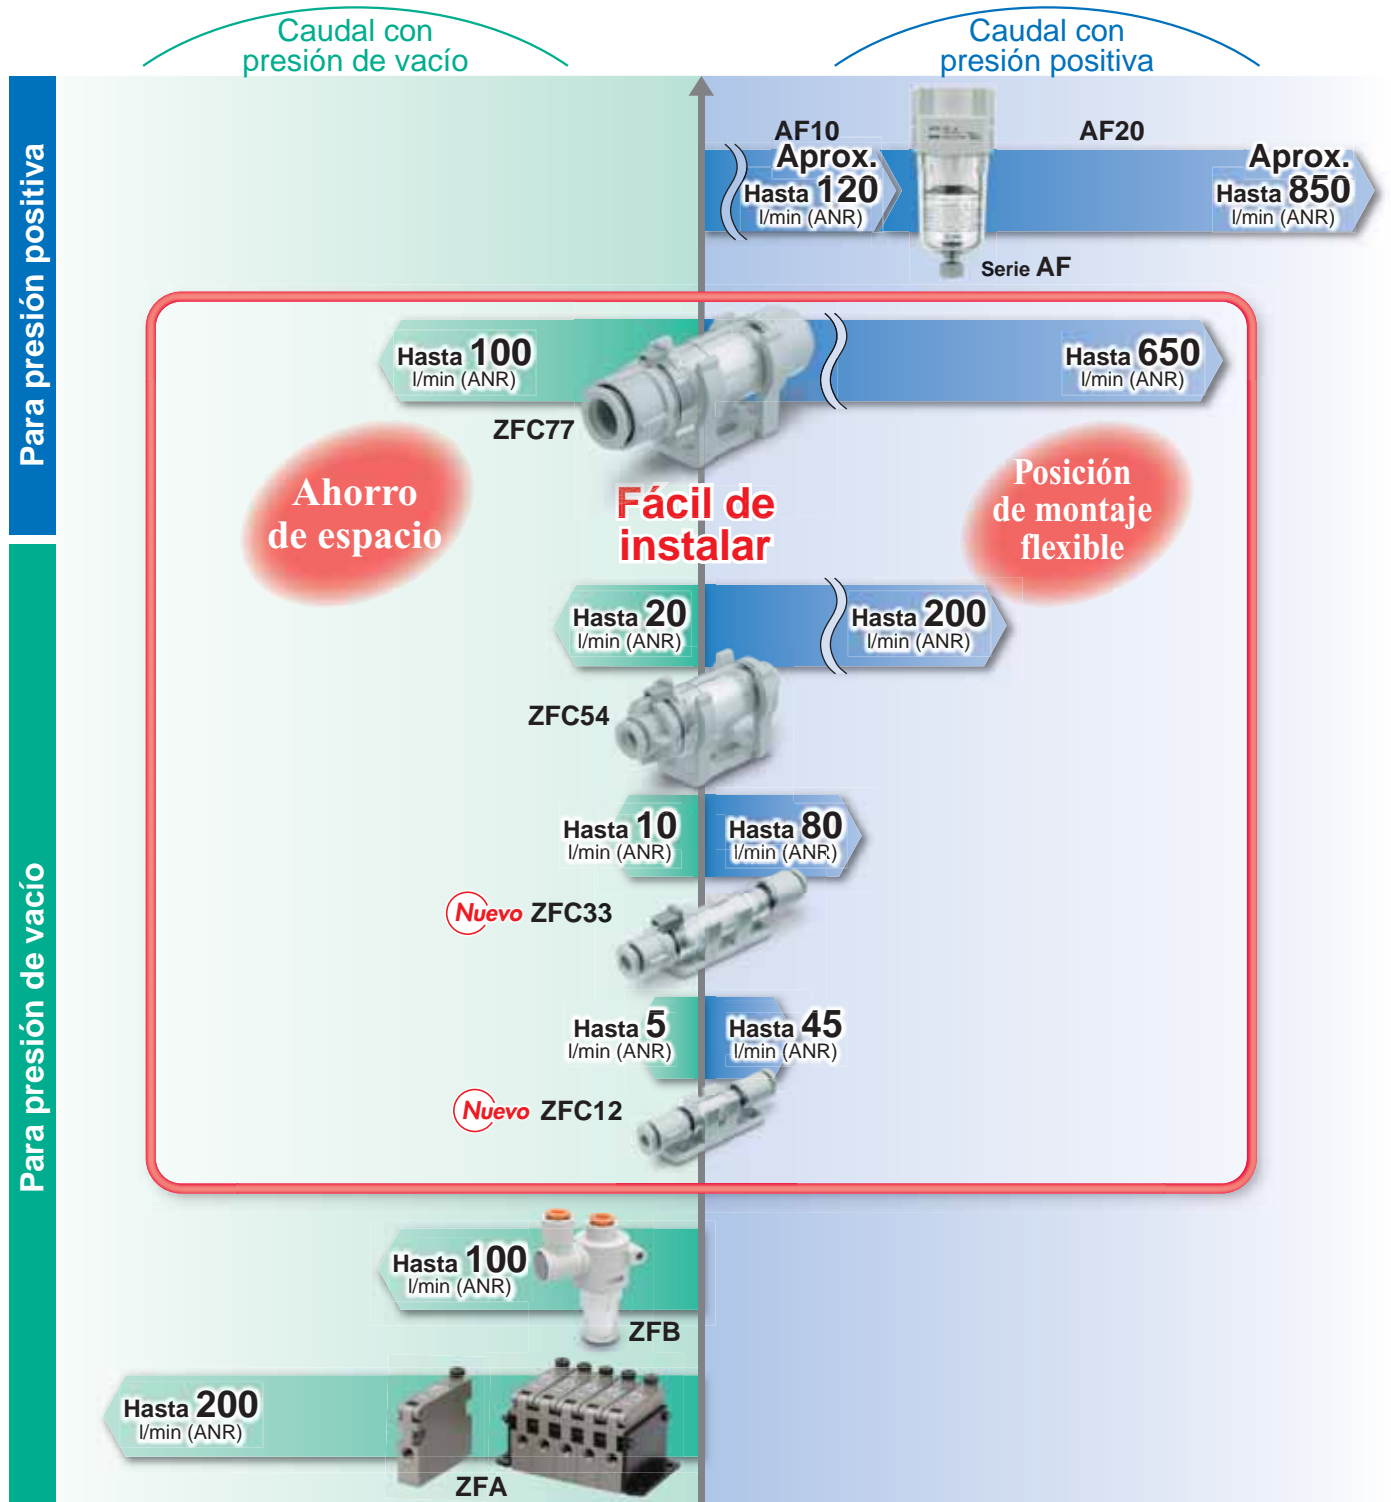 Caudal con
presión de vacío
Caudal con
presión positiva
Para presión positiva
AF10
Aprox.
Hasta 120
l/min (ANR)
AF20
Aprox.
Hasta 850
l/min (ANR)
Serie AF
Hasta 100
l/min (ANR)
Hasta 650
l/min (ANR)
ZFC77
Ahorro
de espacio
Fácil de
instalar
Posición
de montaje
flexible
Para presión de vacío
Hasta 20
l/min (ANR)
Hasta 200
l/min (ANR)
ZFC54
Hasta 10
l/min (ANR)
Hasta 80
l/min (ANR)
Nuevo ZFC33
Hasta 5
l/min (ANR)
Hasta 45
l/min (ANR)
Nuevo ZFC12
Hasta 100
l/min (ANR)
ZFB
Hasta 200
l/min (ANR)
ZFA